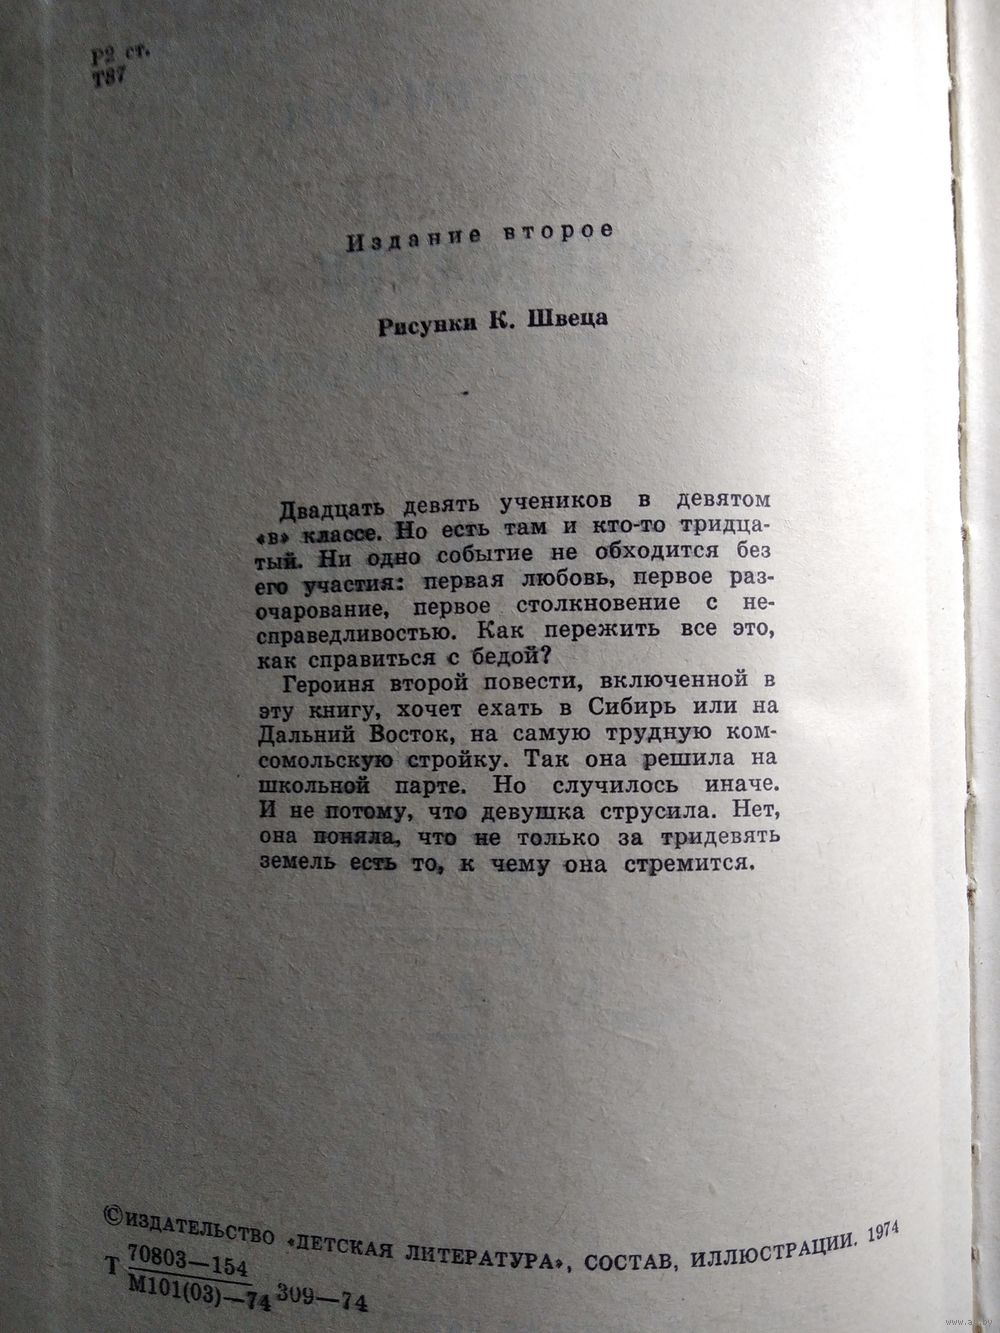 Р2 ст.
Т87
Издание второе
Рисунки К. Швеца
Двадцать девять учеников в девятом
«в» классе. Но есть там и кто-то тридца-
тый. Ни одно событие не обходится без
его участия: первая любовь, первое раз-
очарование, первое столкновение с не-
справедливостью. Как пережить все это,
как справиться с бедой?
Героиня второй повести, включенной в
эту книгу, хочет ехать в Сибирь или на
Дальний Восток, на самую трудную ком-
сомольскую стройку. Так она решила на
школьной парте. Но случилось иначе.
И не потому, что девушка струсила. Нет,
она поняла, что не только за тридевять
земель есть то, к чему она стремится.
©ИЗДАТЕЛЬСТВО «ДЕТСКАЯ ЛИТЕРАТУРА», СОСТАВ, ИЛЛЮСТРАЦИИ. 1974
70803—154
Т 309—74
М101(03)—74